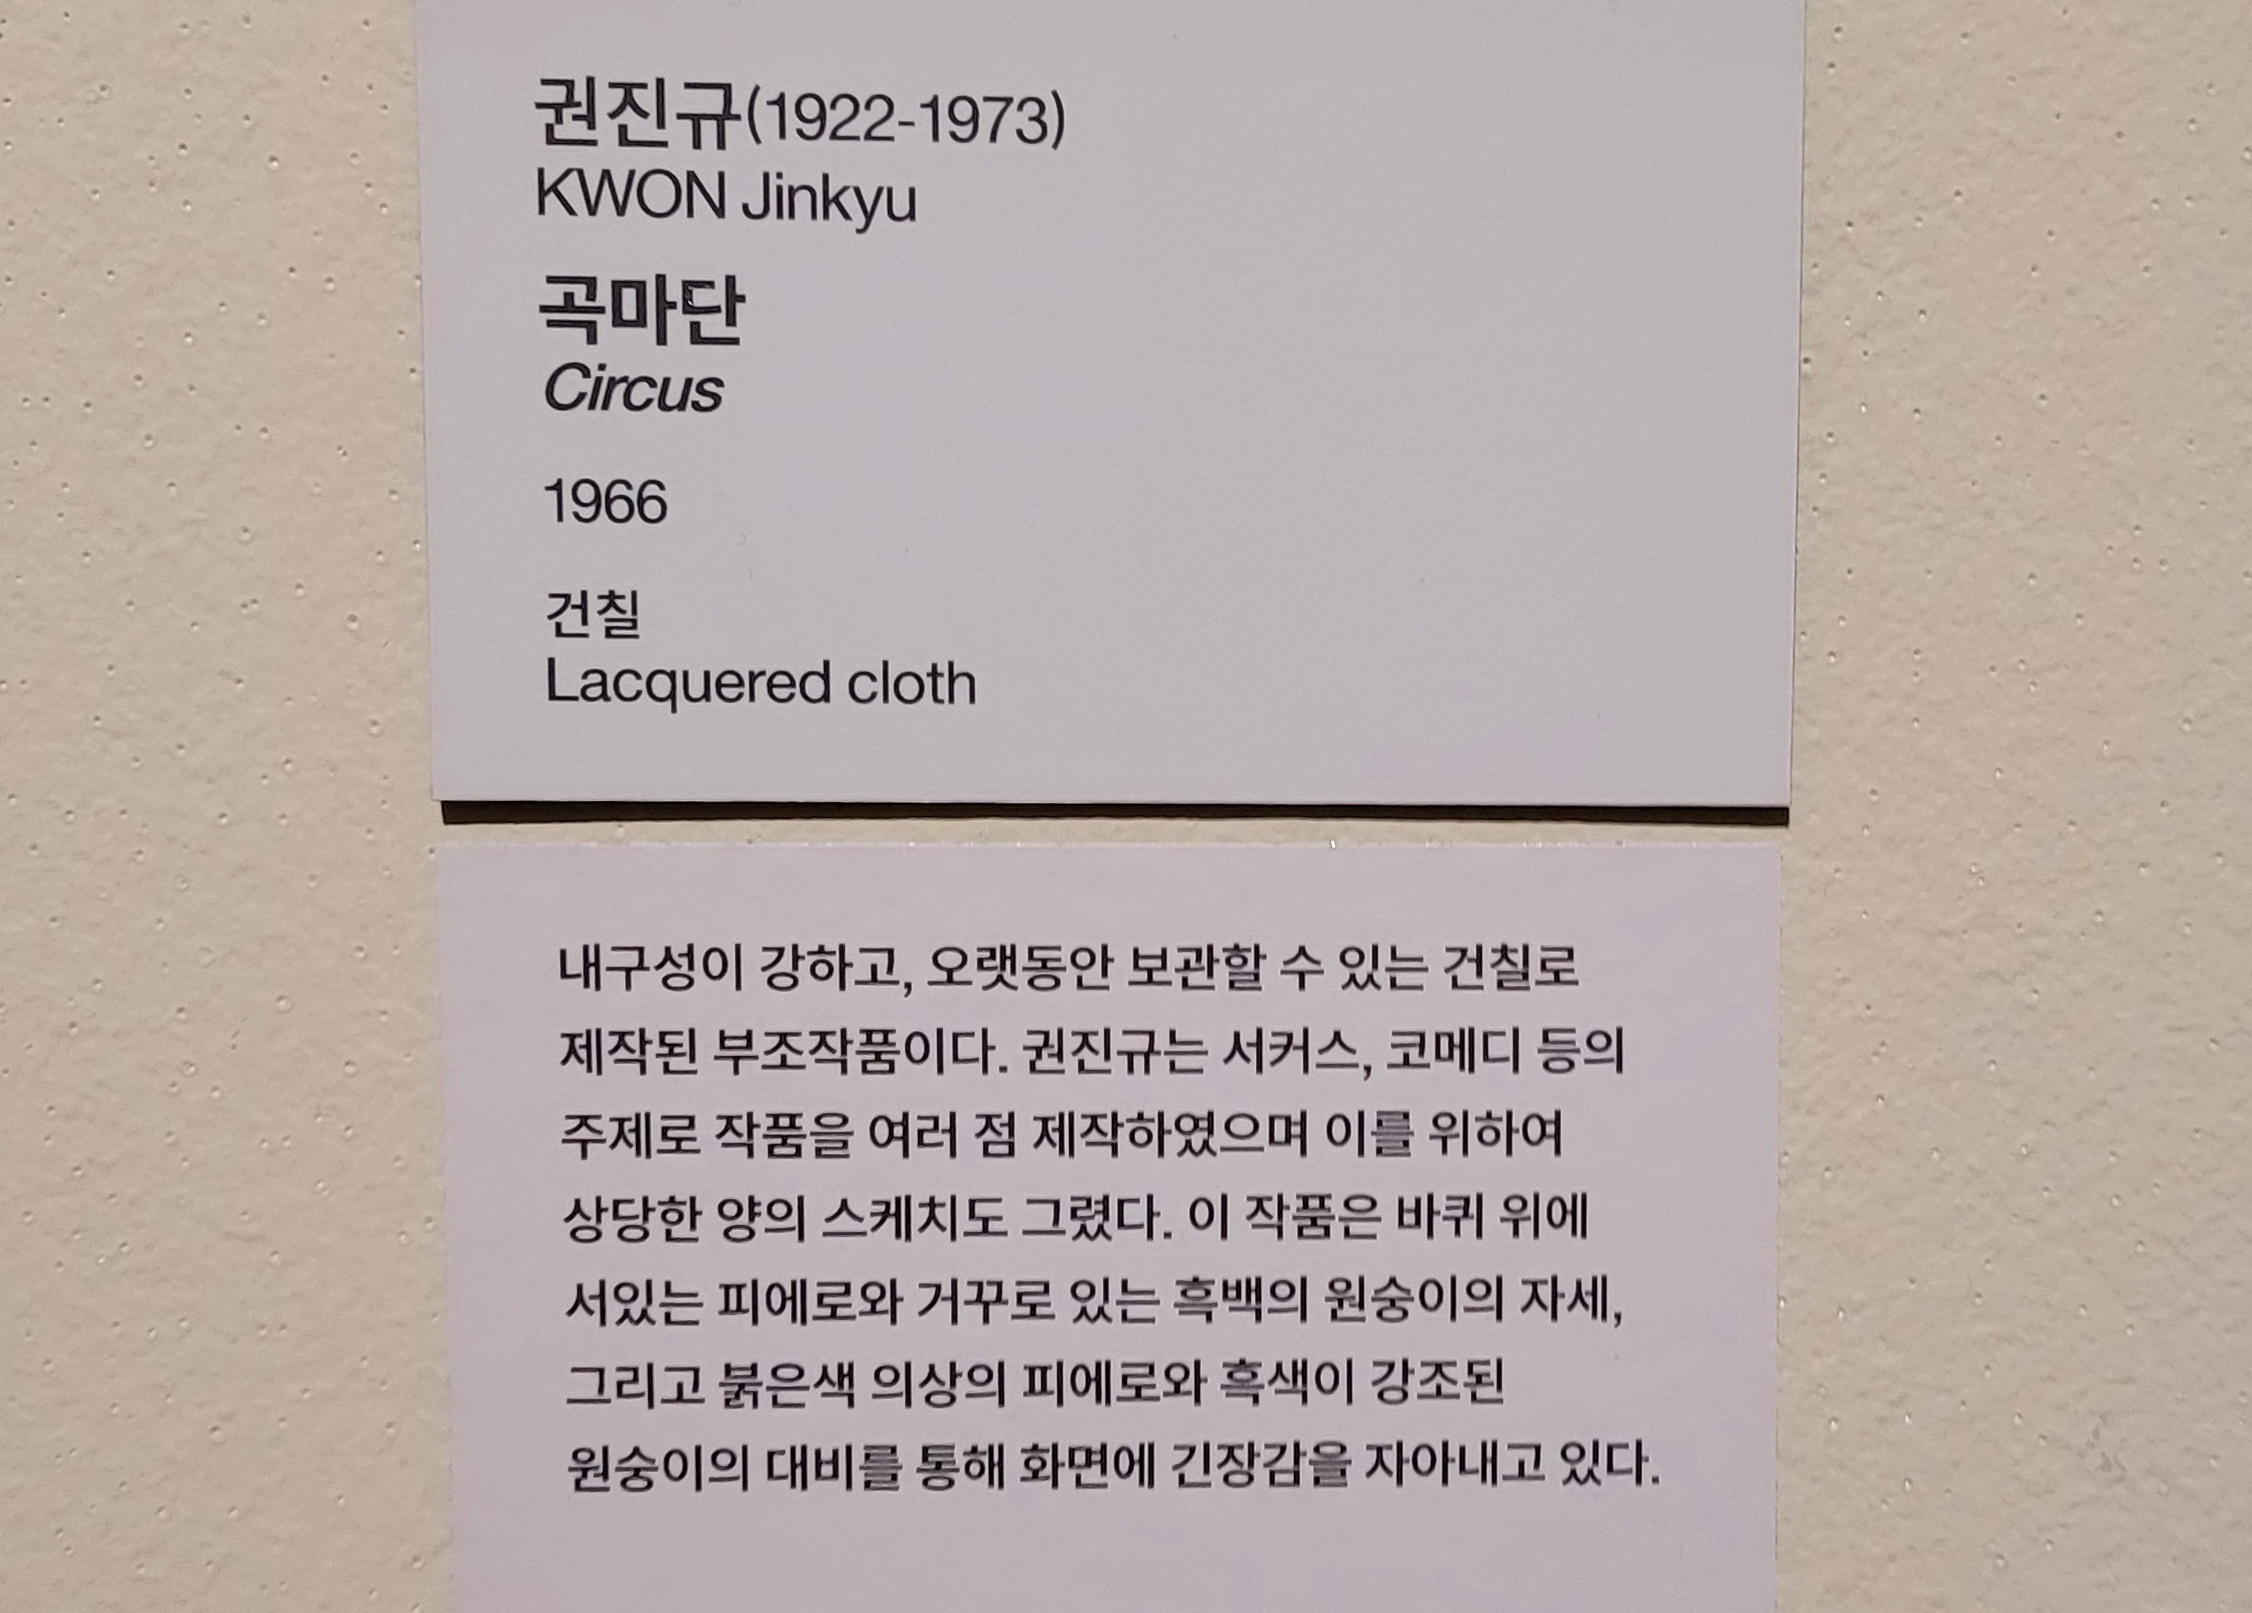 권진규(1922-1973)
KWON Jinkyu
곡마단
Circus
1966
건칠
Lacquered cloth
내구성이 강하고, 오랫동안 보관할 수 있는 건칠로
제작된 부조작품이다. 권진규는 서커스, 코메디 등의
주제로 작품을 여러 점 제작하였으며 이를 위하여
상당한 양의 스케치도 그렸다. 이 작품은 바퀴 위에
서있는 피에로와 거꾸로 있는 흑백의 원숭이의 자세,
그리고 붉은색 의상의 피에로와 흑색이 강조된
원숭이의 대비를 통해 화면에 긴장감을 자아내고 있다.